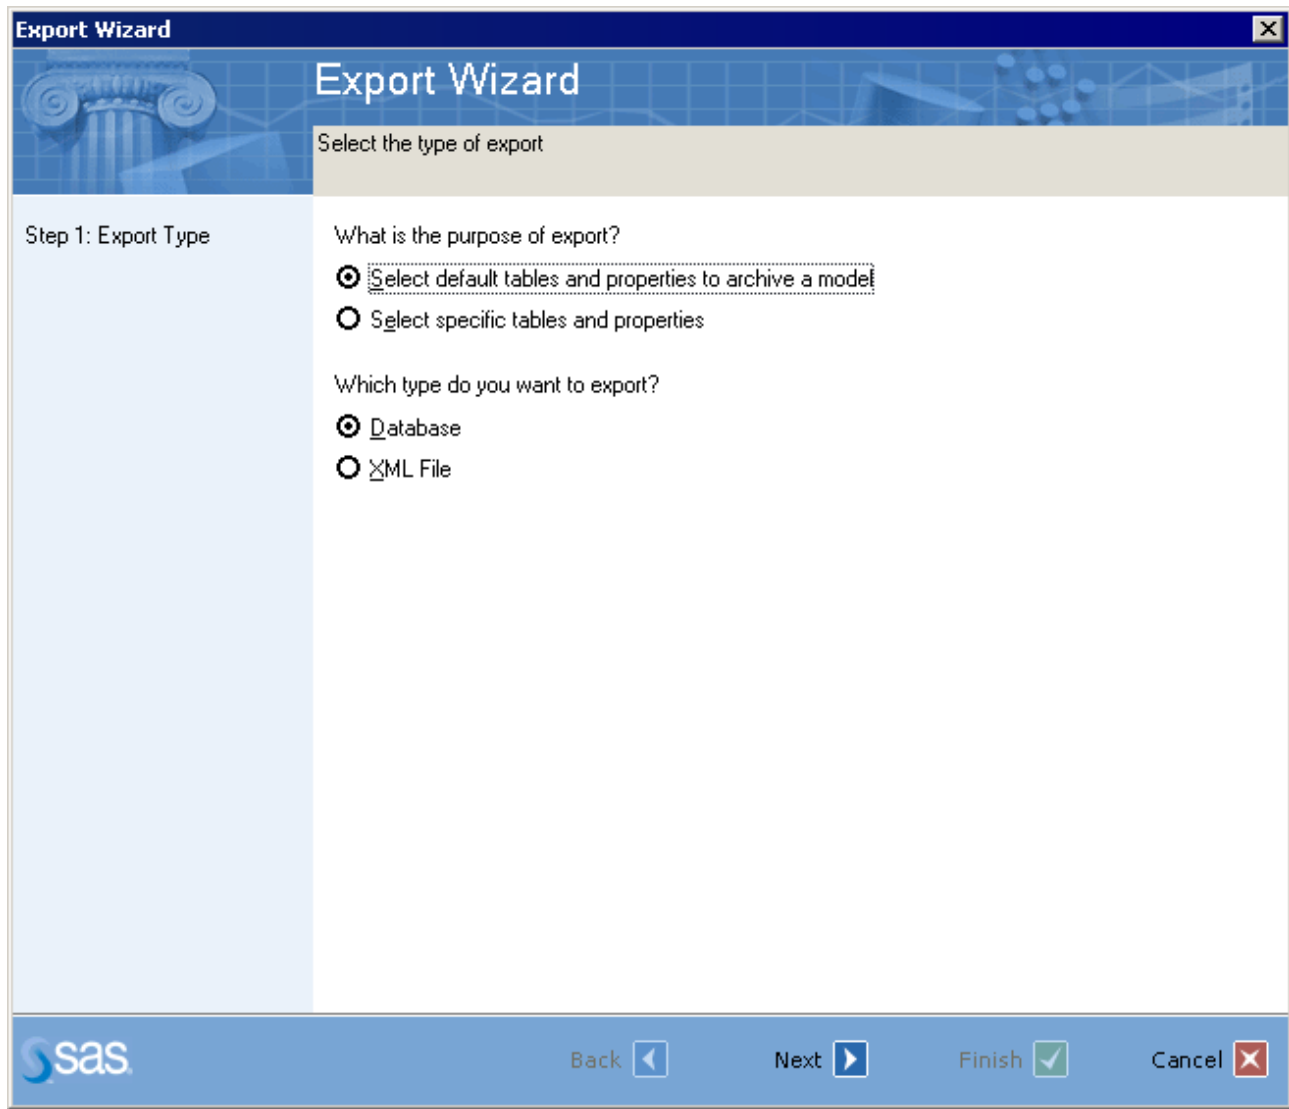 Export Wizard
Export Wizard
Select the type of export
Step 1: Export Type
What is the purpose of export?
Select default tables and properties to archive a model
Select specific tables and properties
Which type do you want to export?
Database
XML File
sas
Back
Next
Finish
Cancel